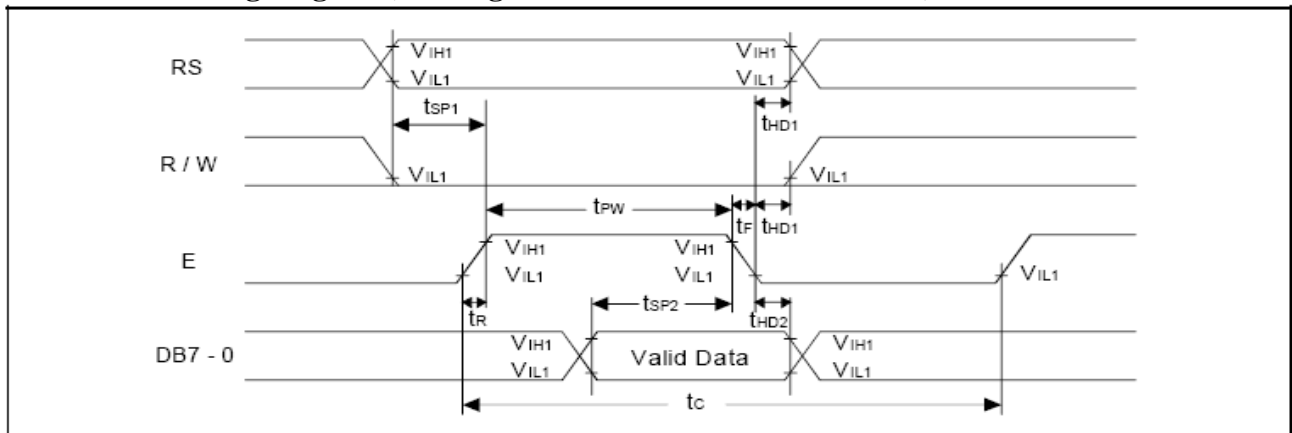 RS VIH1 VIH1
VIL1 VIL1
tSP1 tHD1
R / W VIL1 VIL1
tPW tF tHD1
E VIH1 VIH1
VIL1 VIL1 VIL1
tSP2
tR tHD2
DB7 - 0 VIH1 Valid Data VIH1
VIL1 VIL1
tC